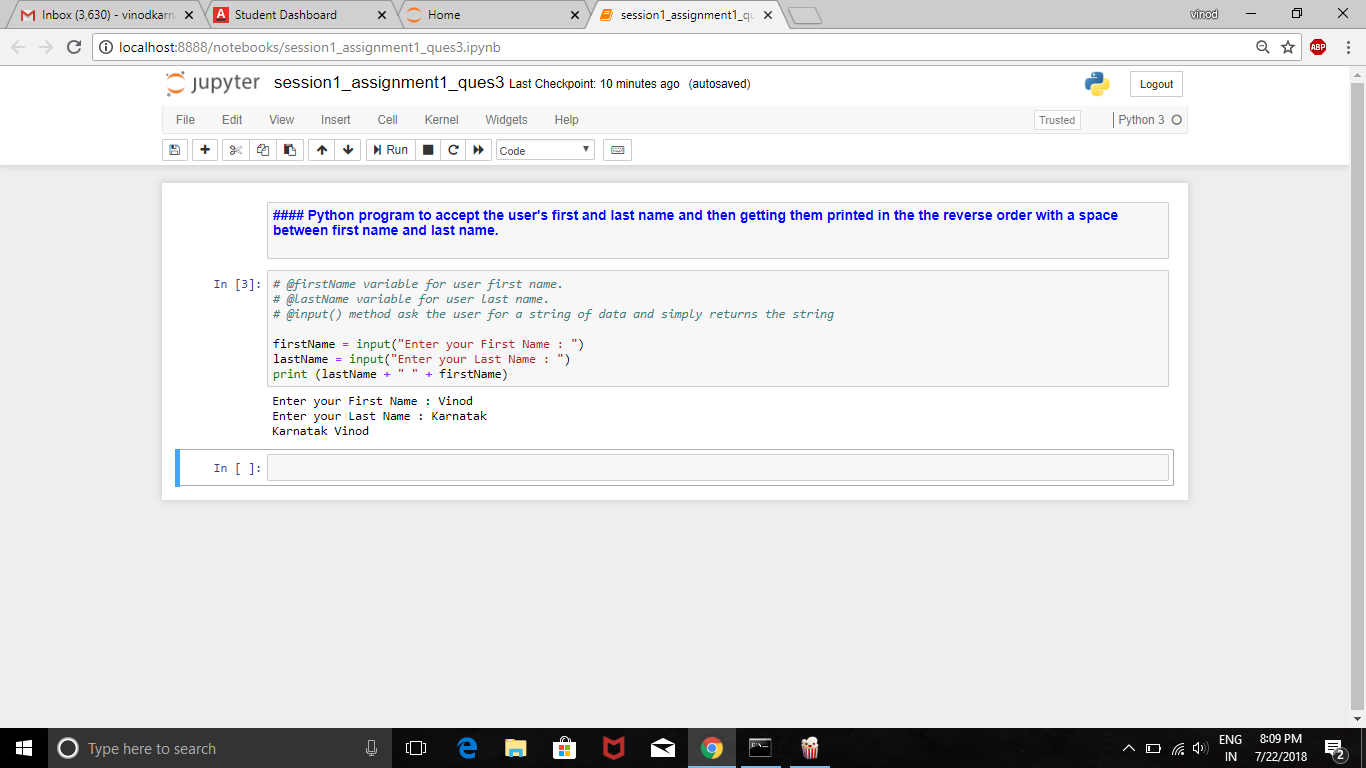 Inbox (3,630) - vinodkarn
Student Dashboard
Home
session1_assignment1_qu
vinod
localhost:8888/notebooks/session1_assignment1_ques3.ipynb
ABP
jupyter session1_assignment1_ques3 Last Checkpoint: 10 minutes ago (autosaved)
Logout
File Edit View Insert Cell Kernel Widgets Help
Trusted
Python 3
Run
Code
#### Python program to accept the user's first and last name and then getting them printed in the the reverse order with a space
between first name and last name.
In [3]:
# @firstName variable for user first name.
# @lastName variable for user last name.
# @input() method ask the user for a string of data and simply returns the string
firstName = input("Enter your First Name : ")
lastName = input("Enter your Last Name : ")
print (lastName + " " + firstName)
Enter your First Name : Vinod
Enter your Last Name : Karnatak
Karnatak Vinod
In [ ]:
Type here to search
ENG
IN
8:09 PM
7/22/2018
2